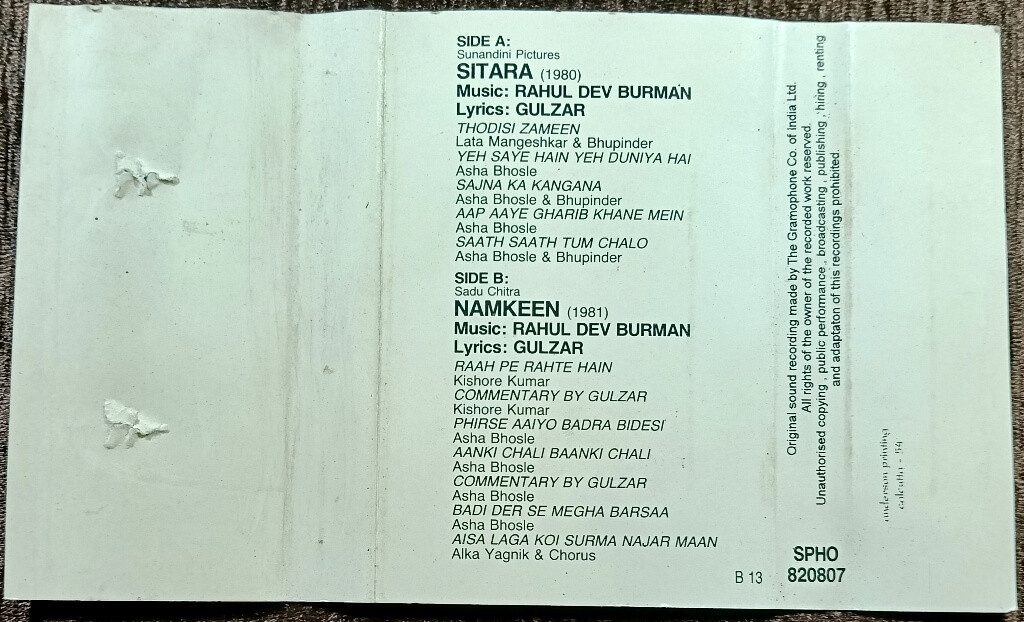 SIDE A:
Sunandini Pictures
SITARA (1980)
Music: RAHUL DEV BURMAN
Lyrics: GULZAR
THODISI ZAMEEN
Lata Mangeshkar & Bhupinder
YEH SAYE HAIN YEH DUNIYA HAI
Asha Bhosle
SAJNA KA KANGANA
Asha Bhosle & Bhupinder
AAP AAYE GHARIB KHANE MEIN
Asha Bhosle
SAATH SAATH TUM CHALO
Asha Bhosle & Bhupinder
SIDE B:
Sadu Chitra
NAMKEEN (1981)
Music: RAHUL DEV BURMAN
Lyrics: GULZAR
RAAH PE RAHTE HAIN
Kishore Kumar
COMMENTARY BY GULZAR
Kishore Kumar
PHIRSE AAIYO BADRA BIDESI
Asha Bhosle
AANKI CHALI BAANKI CHALI
Asha Bhosle
COMMENTARY BY GULZAR
Asha Bhosle
BADI DER SE MEGHA BARSAA
Asha Bhosle
AISA LAGA KOI SURMA NAJAR MAAN
Alka Yagnik & Chorus
B 13
Original sound recording made by The Gramophone Co. of India Ltd.
All rights of the owner of the recorded work reserved.
Unauthorised copying , public performance , broadcasting , publishing , hiring , renting
and adaptaton of this recordings prohibited.
SPHO
820807
anderson printing
calcutta - 54